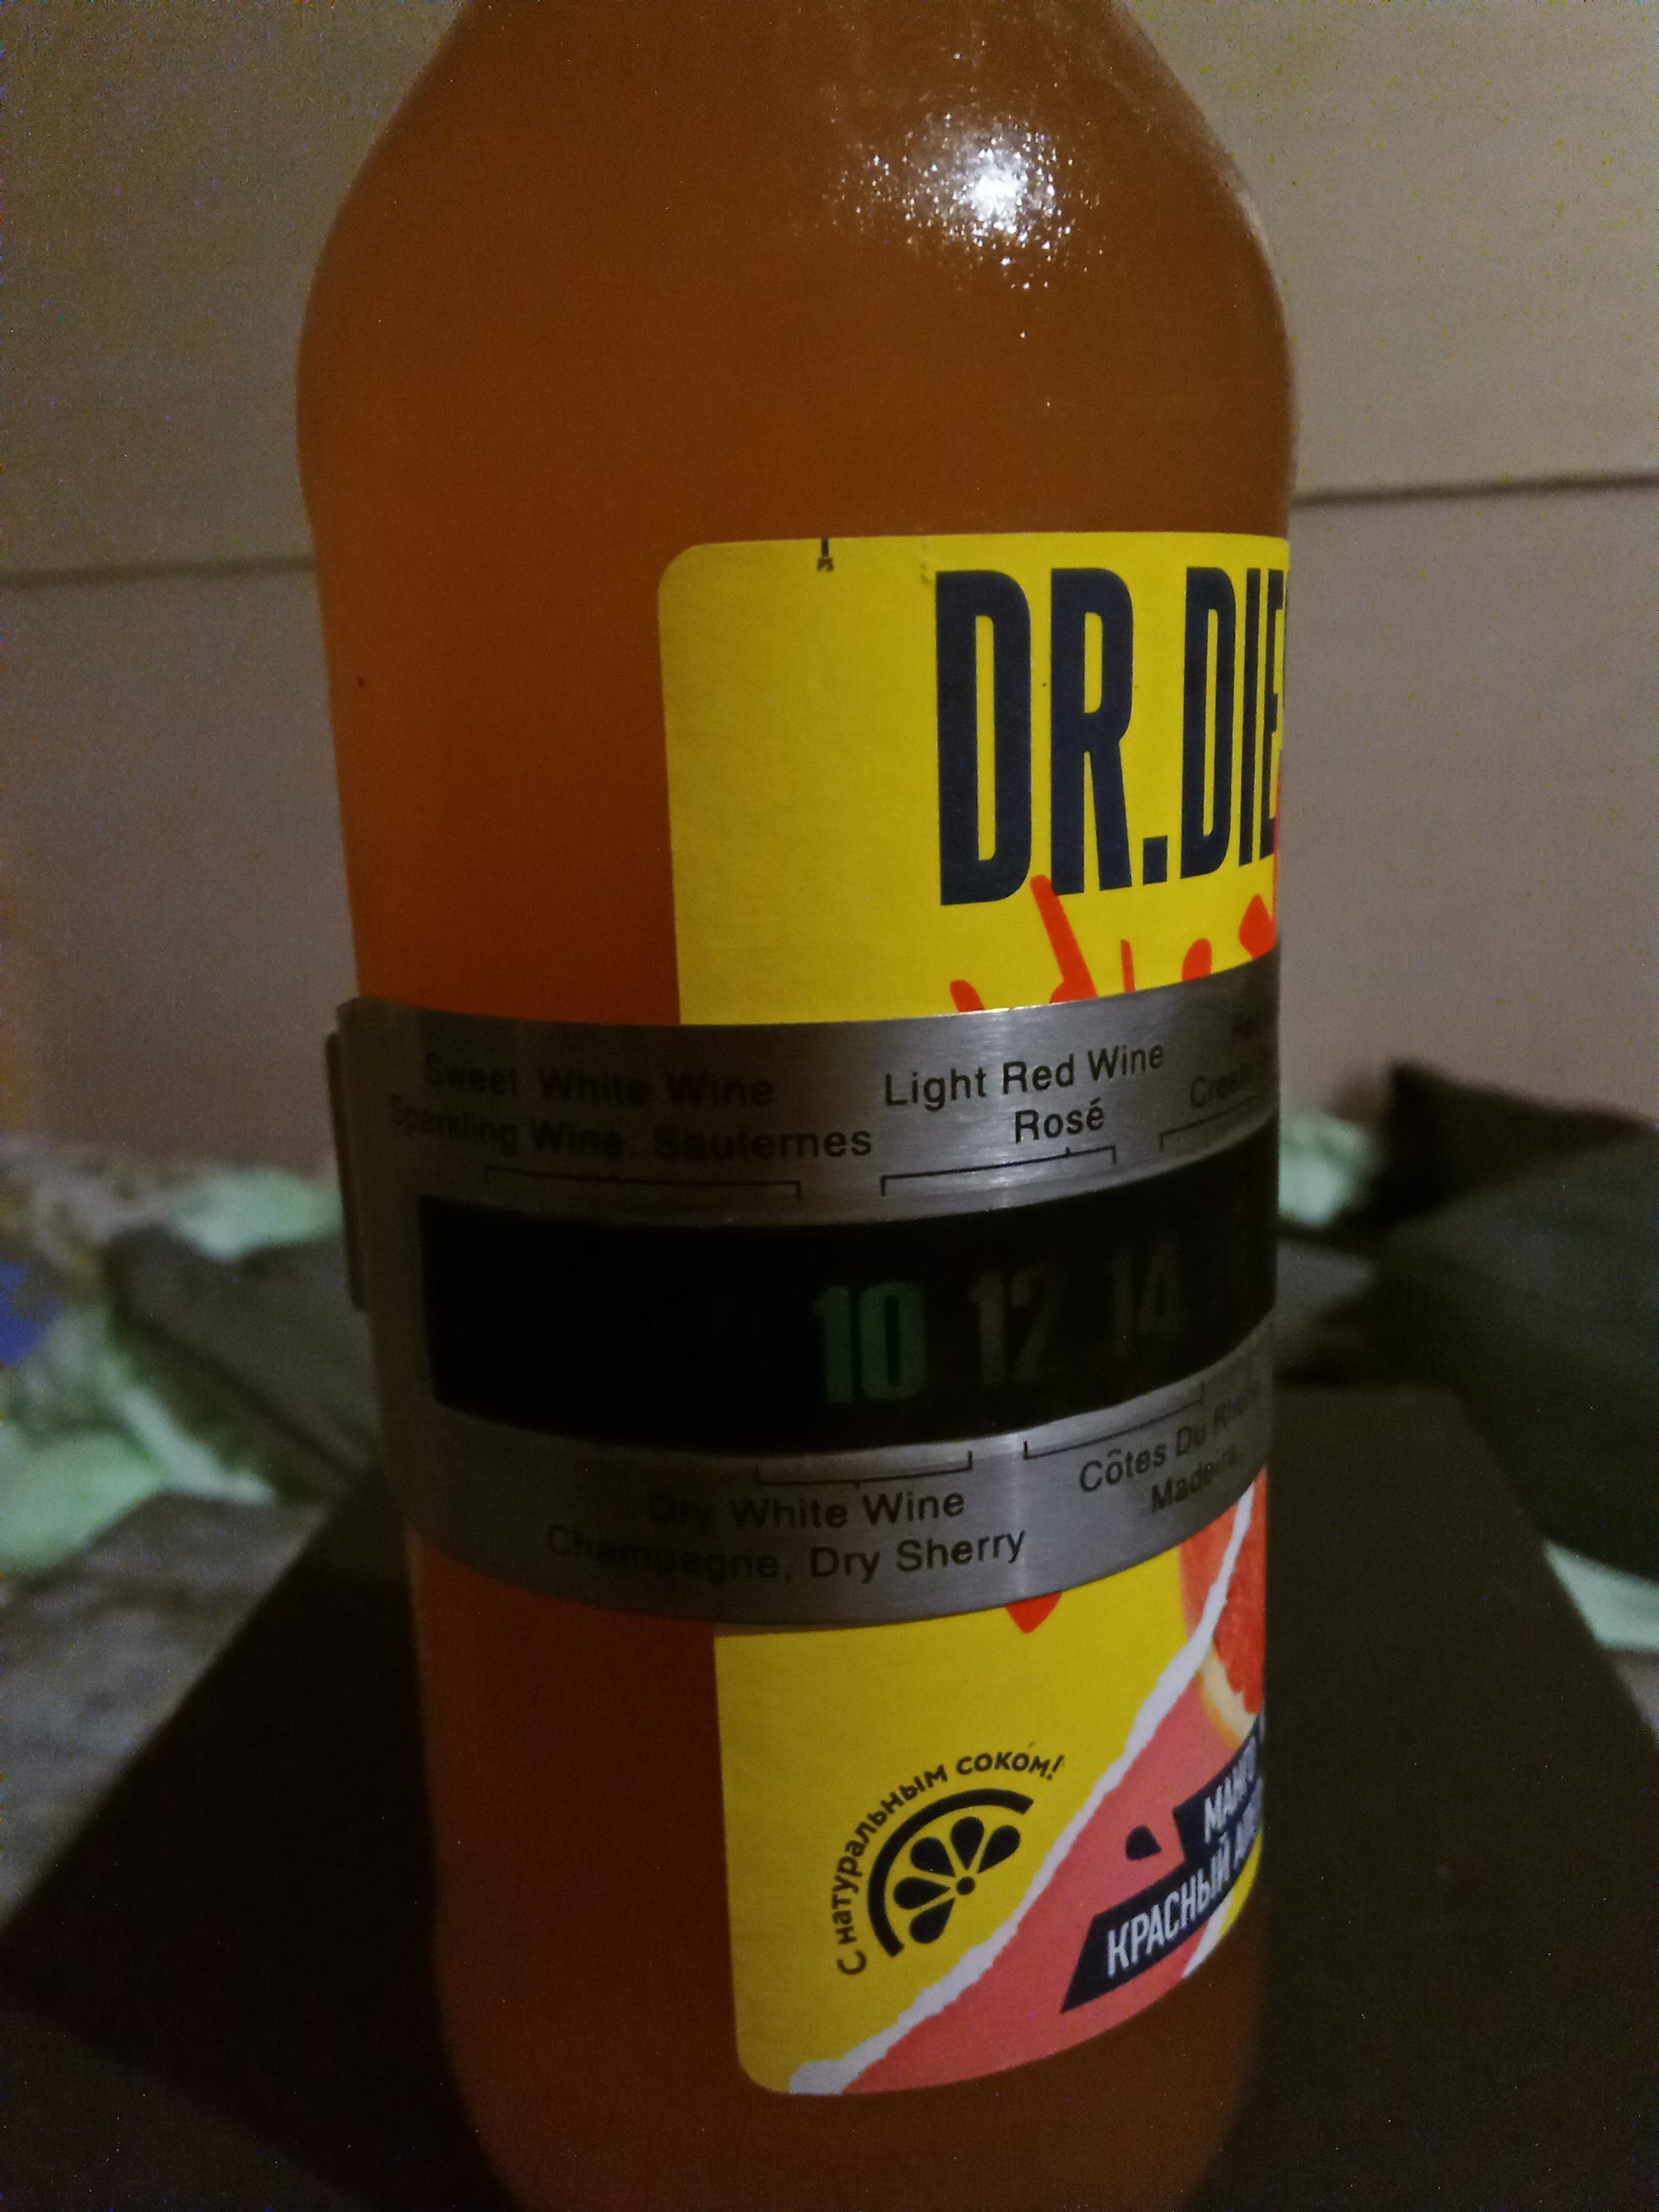 DR.DIE
Sweet White Wine
Sparkling Wine. Sauternes
Light Red Wine
Rosé
10 12 14
Dry White Wine
Champagne, Dry Sherry
Côtes Du
Madeira
С натуральным соком!
МАНГО
КРАСНЫЙ